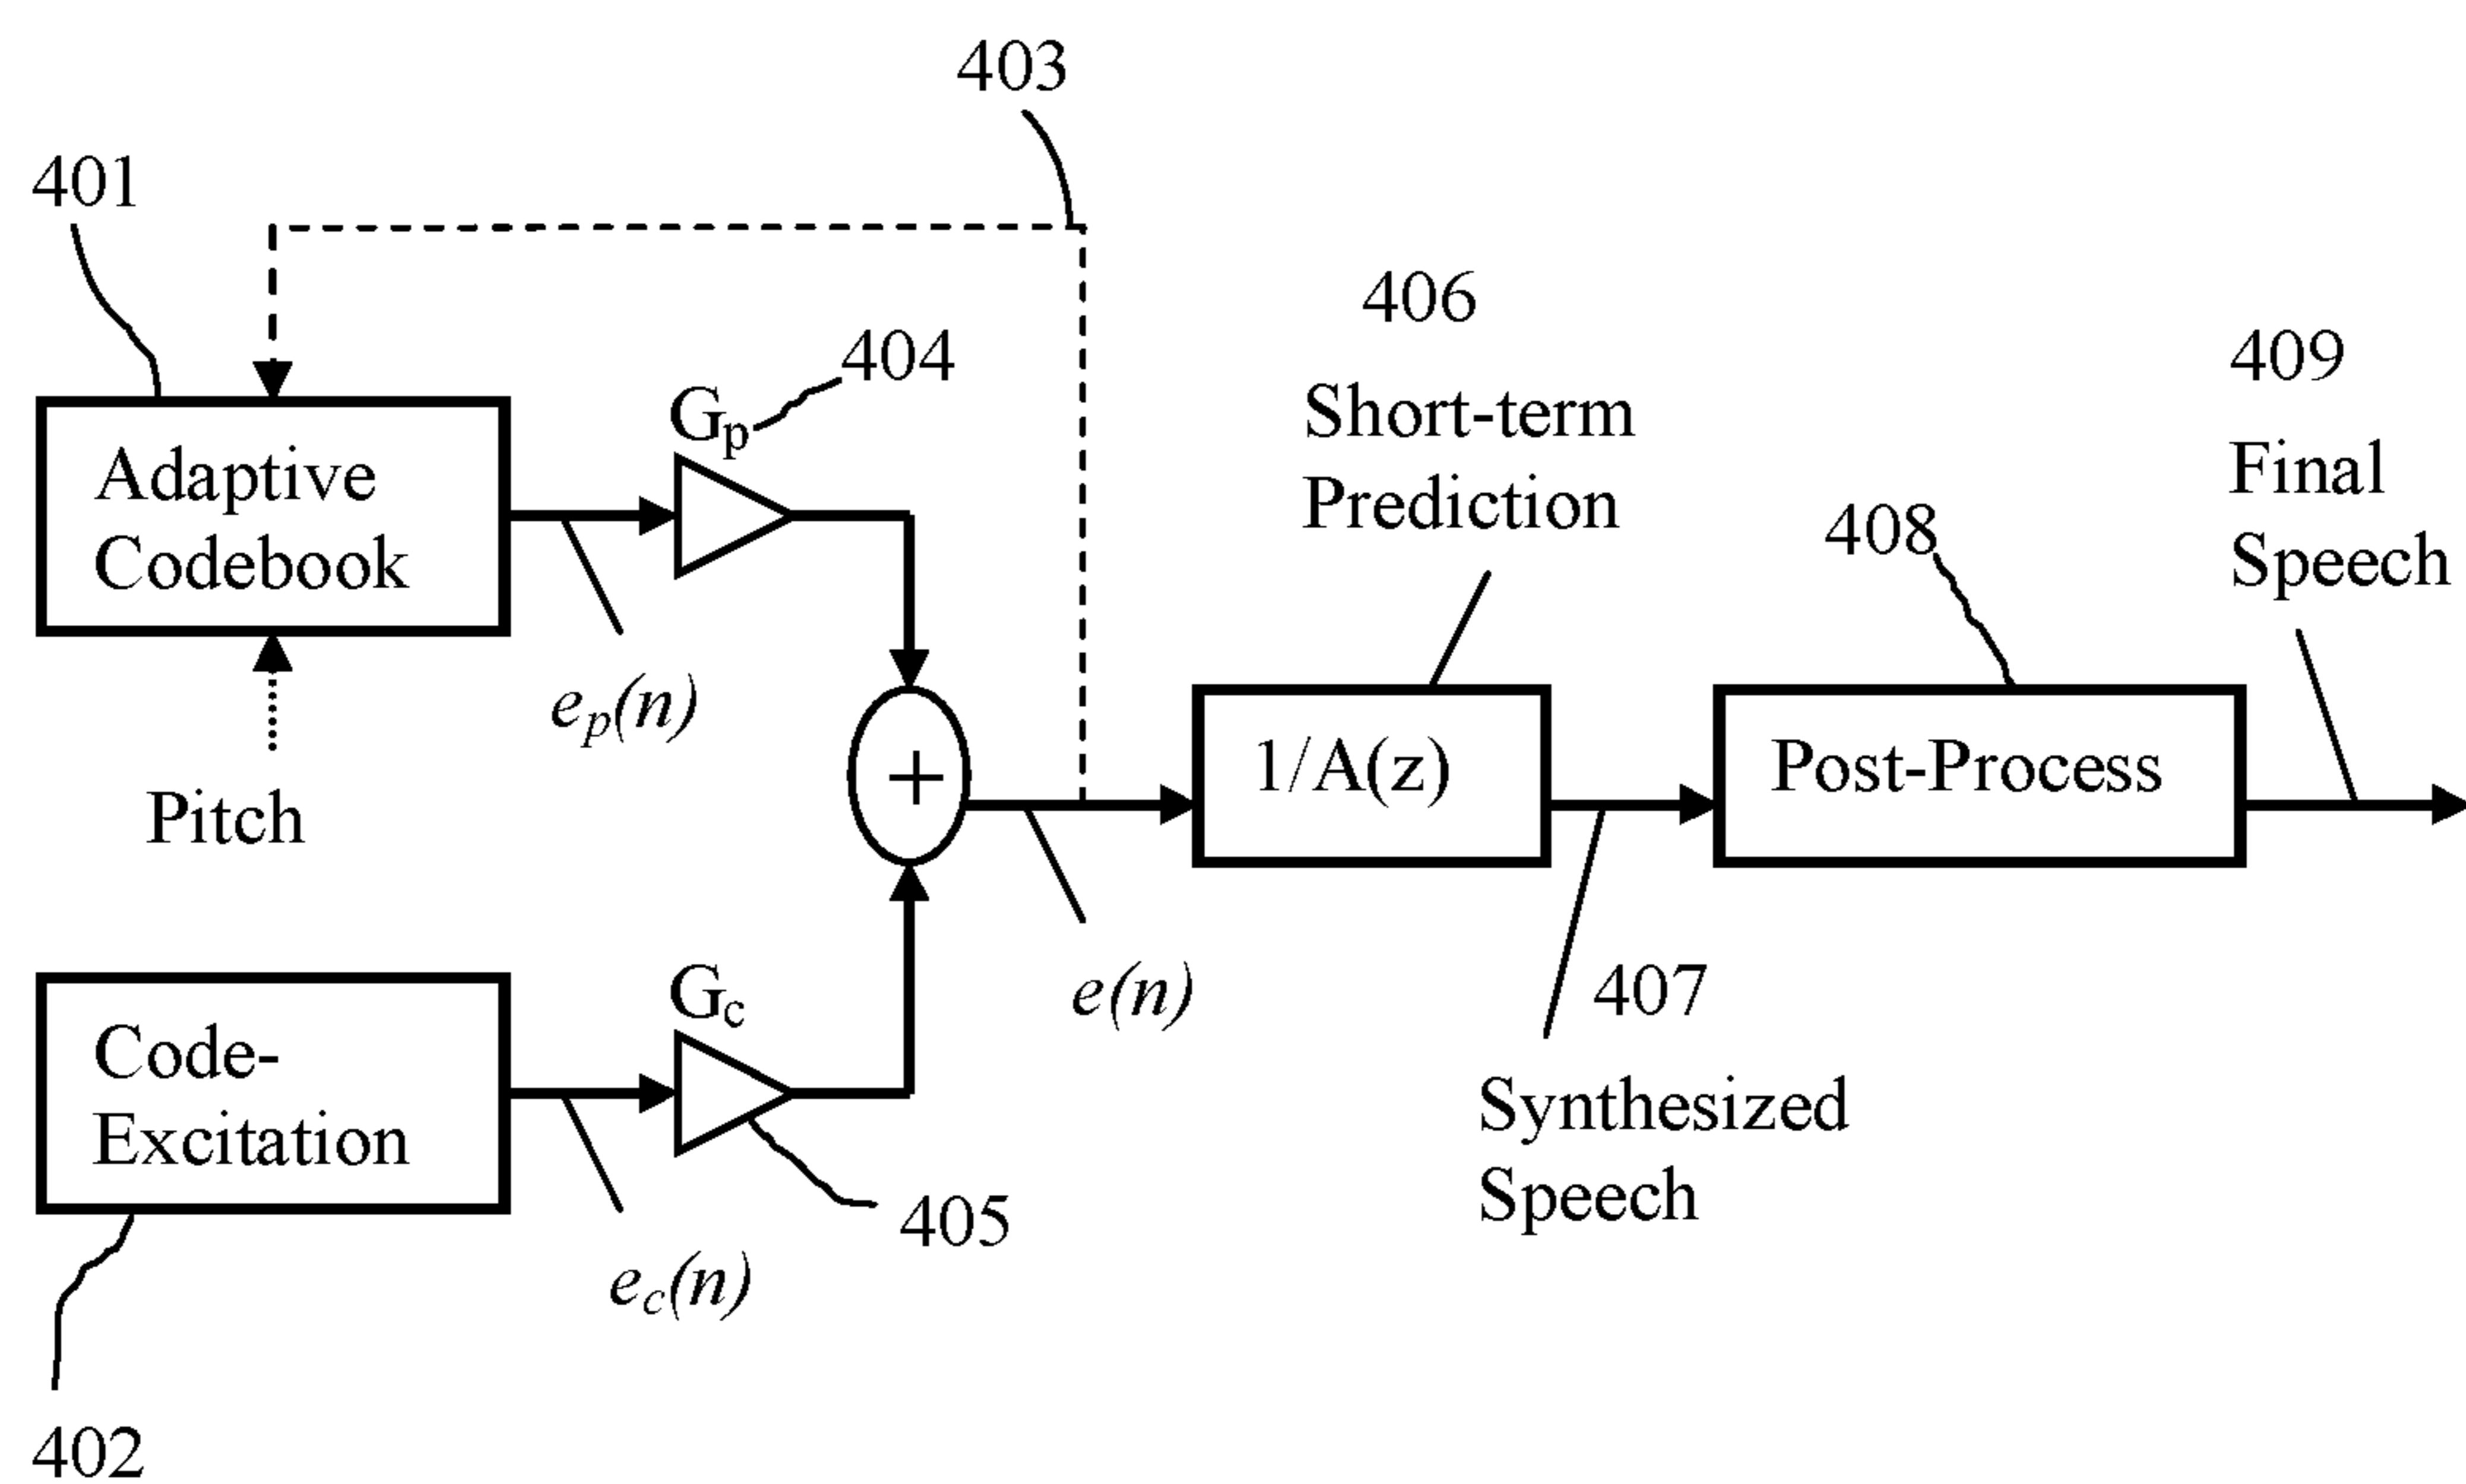 403
401
406
Short-term
Prediction
404
Gp
409
Final
Speech
408
Adaptive
Codebook
ep(n)
Pitch
+
1/A(z)
Post-Process
e(n)
407
Synthesized
Speech
Gc
Code-
Excitation
405
ec(n)
402